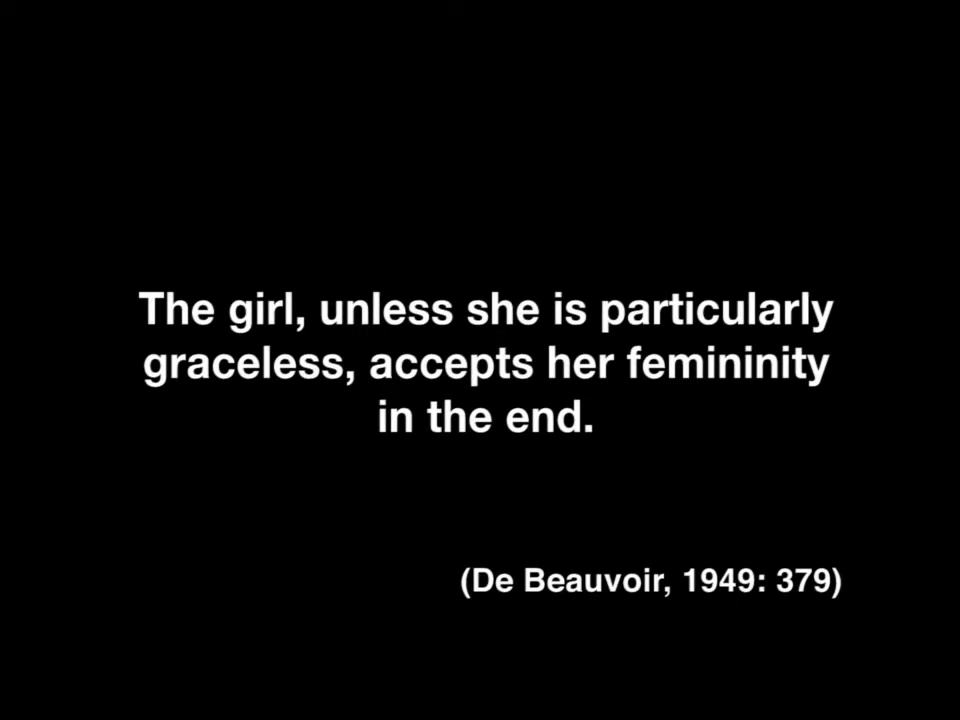 The girl, unless she is particularly
graceless, accepts her femininity
in the end.
(De Beauvoir, 1949: 379)